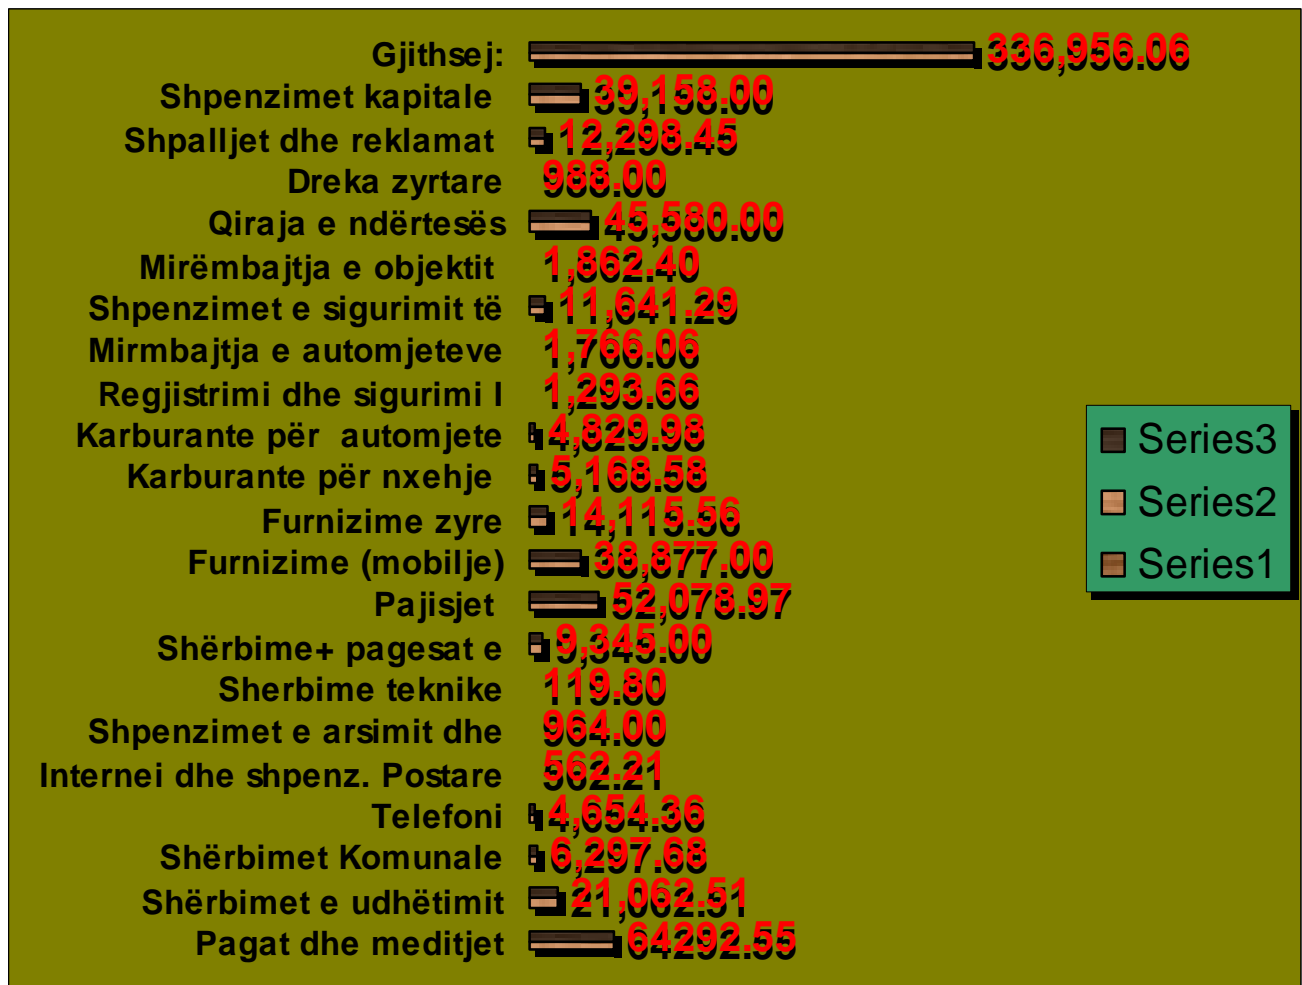 Gjithsej: 336,956.06
Shpenzimet kapitale 39,158.00
Shpalljet dhe reklamat 12,298.45
Dreka zyrtare 988.00
Qiraja e ndërtesës 45,580.00
Mirëmbajtja e objektit 1,862.40
Shpenzimet e sigurimit të 11,641.29
Mirmbajtja e automjeteve 1,766.06
Regjistrimi dhe sigurimi I 1,293.66
Karburante për automjete 4,829.98
Karburante për nxehje 5,168.58
Furnizime zyre 14,115.56
Furnizime (mobilje) 38,877.00
Pajisjet 52,078.97
Shërbime+ pagesat e 9,345.00
Sherbime teknike 119.80
Shpenzimet e arsimit dhe 964.00
Internei dhe shpenz. Postare 562.21
Telefoni 4,654.36
Shërbimet Komunale 6,297.68
Shërbimet e udhëtimit 21,062.51
Pagat dhe meditjet 64292.55
Series3
Series2
Series1